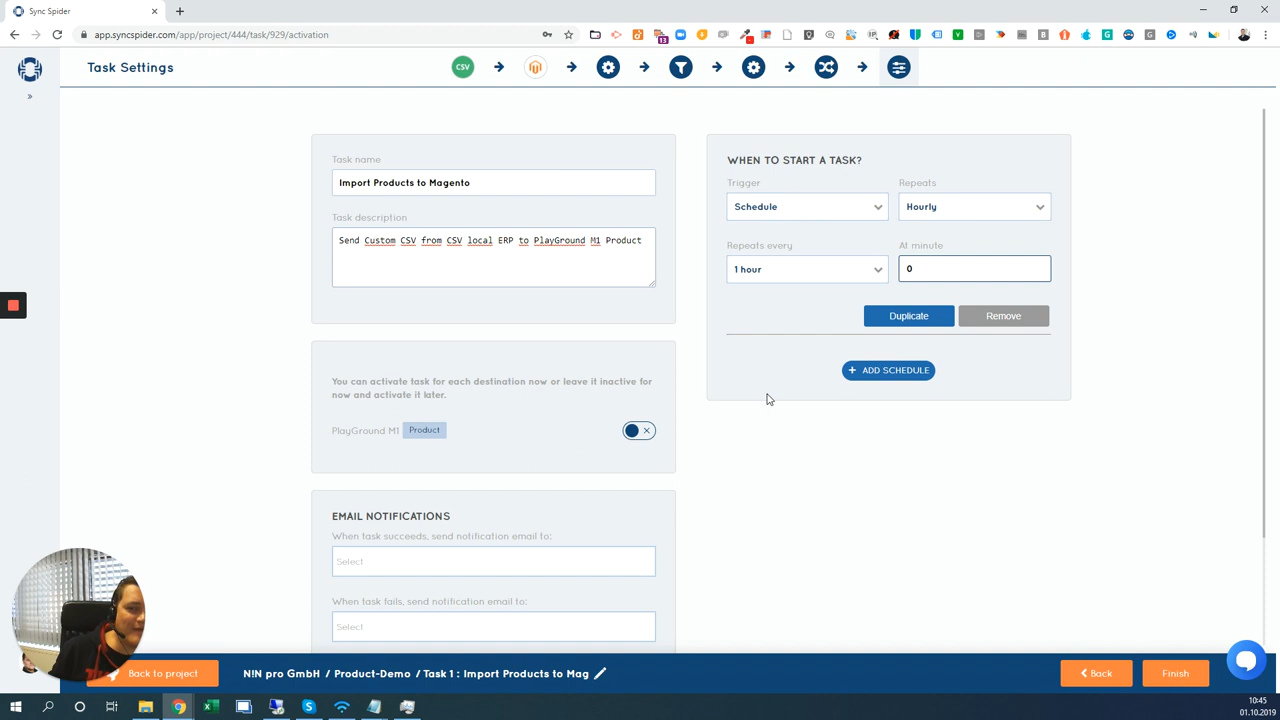 Sync Spider
app.syncspider.com/app/project/444/task/929/activation
13
Task Settings
CSV
»
Task name
Import Products to Magento
Task description
Send Custom CSV from CSV local ERP to PlayGround M1 Product
You can activate task for each destination now or leave it inactive for
now and activate it later.
PlayGround M1 Product
EMAIL NOTIFICATIONS
When task succeeds, send notification email to:
Select
When task fails, send notification email to:
Select
WHEN TO START A TASK?
Trigger Repeats
Schedule Hourly
Repeats every At minute
1 hour 0
Duplicate Remove
+ ADD SCHEDULE
Back to project
N!N pro GmbH / Product-Demo / Task 1 : Import Products to Mag
Back
Finish
10:45
01.10.2019